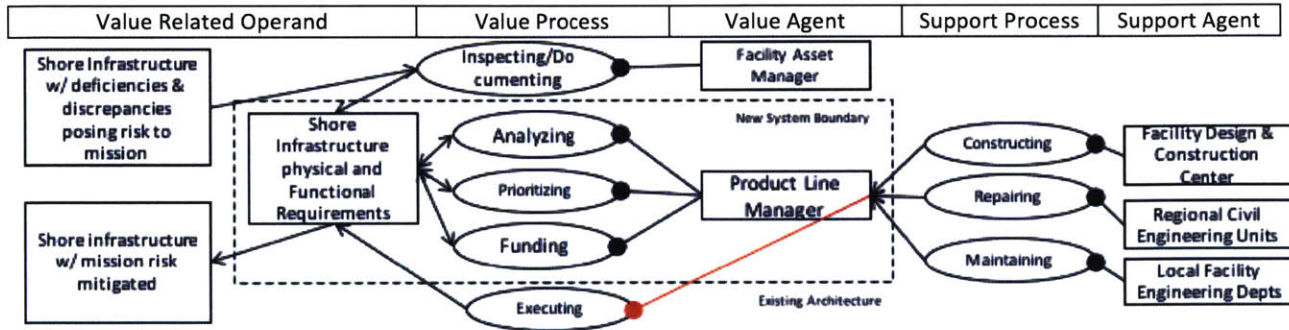 Value Related Operand
Value Process
Value Agent
Support Process
Support Agent
Shore Infrastructure
w/ deficiencies &
discrepancies
posing risk to
mission
Inspecting/Do
cumenting
Facility Asset
Manager
New System Boundary
Shore
Infrastructure
physical and
Functional
Requirements
Analyzing
Prioritizing
Funding
Product Line
Manager
Constructing
Repairing
Maintaining
Facility Design &
Construction
Center
Regional Civil
Engineering Units
Local Facility
Engineering Depts
Shore infrastructure
w/ mission risk
mitigated
Executing
Existing Architecture